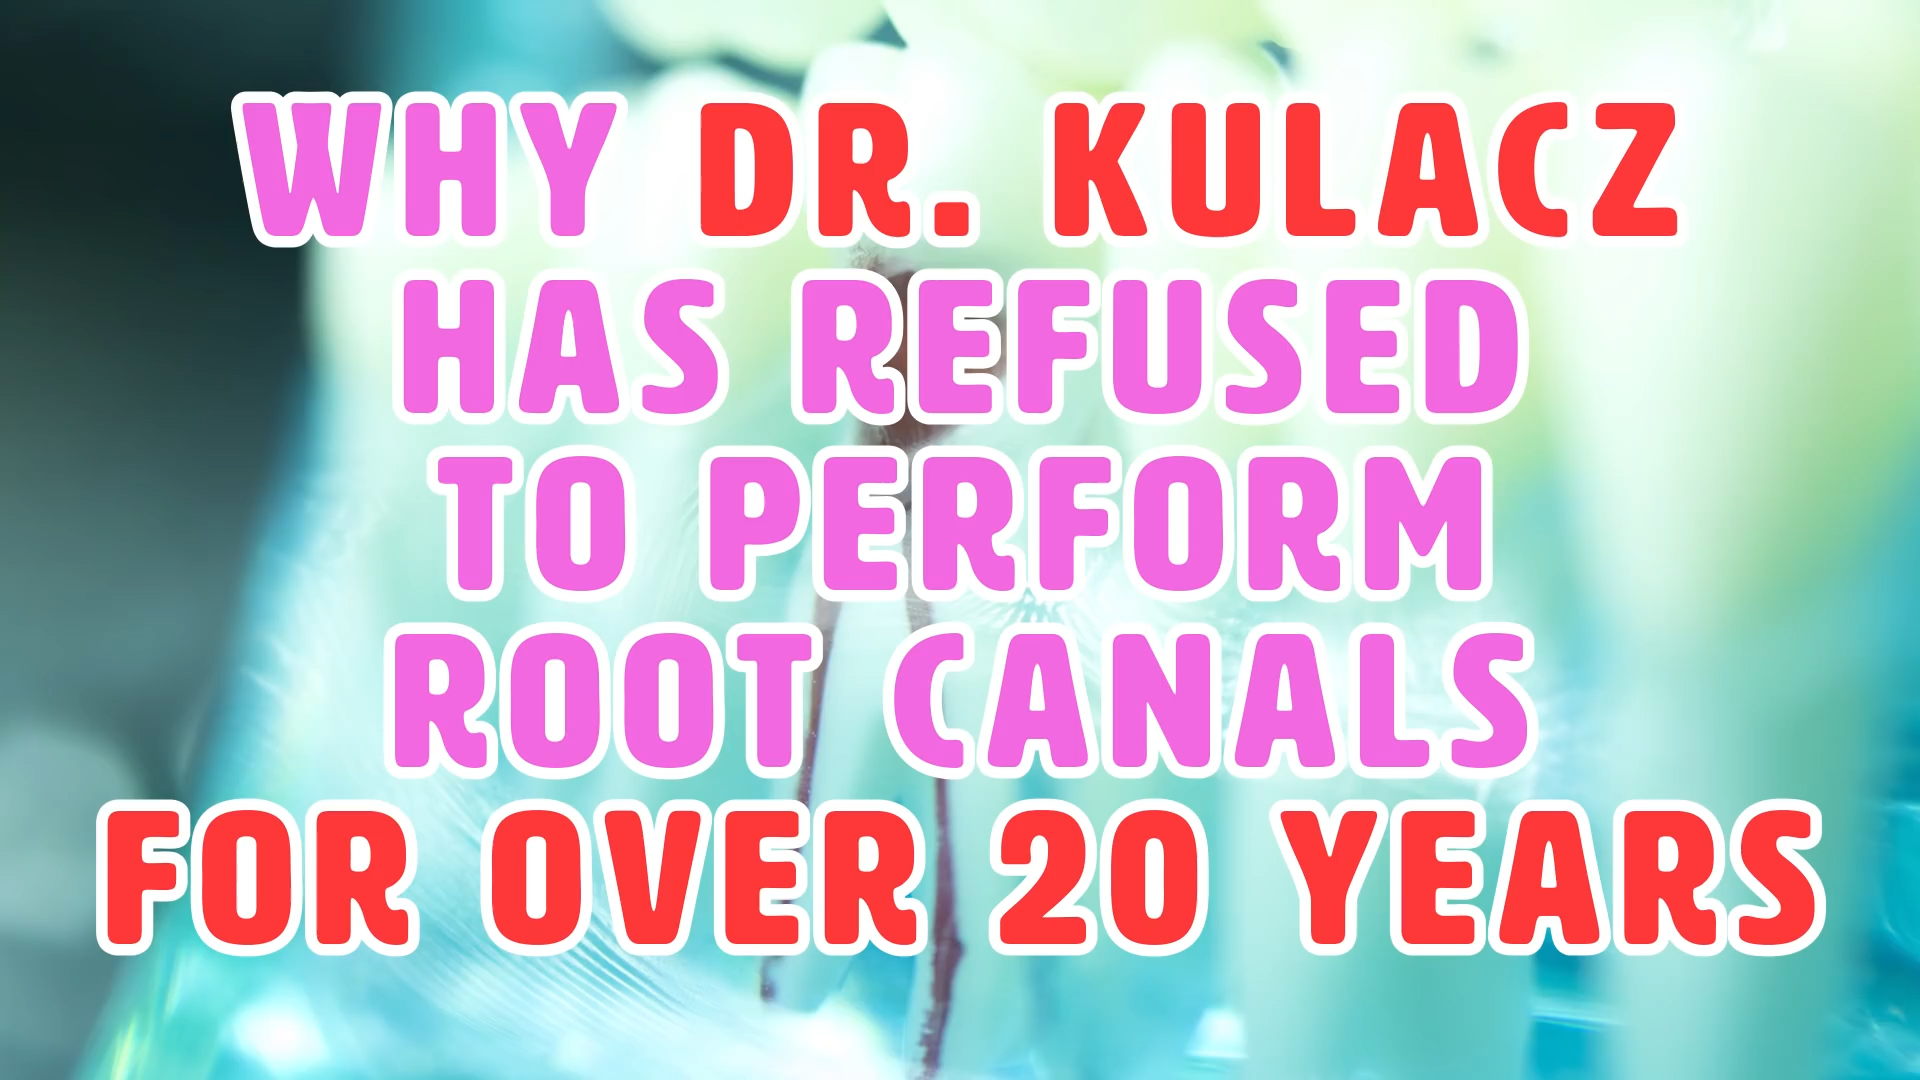 WHY DR. KULACZ
HAS REFUSED
TO PERFORM
ROOT CANALS
FOR OVER 20 YEARS